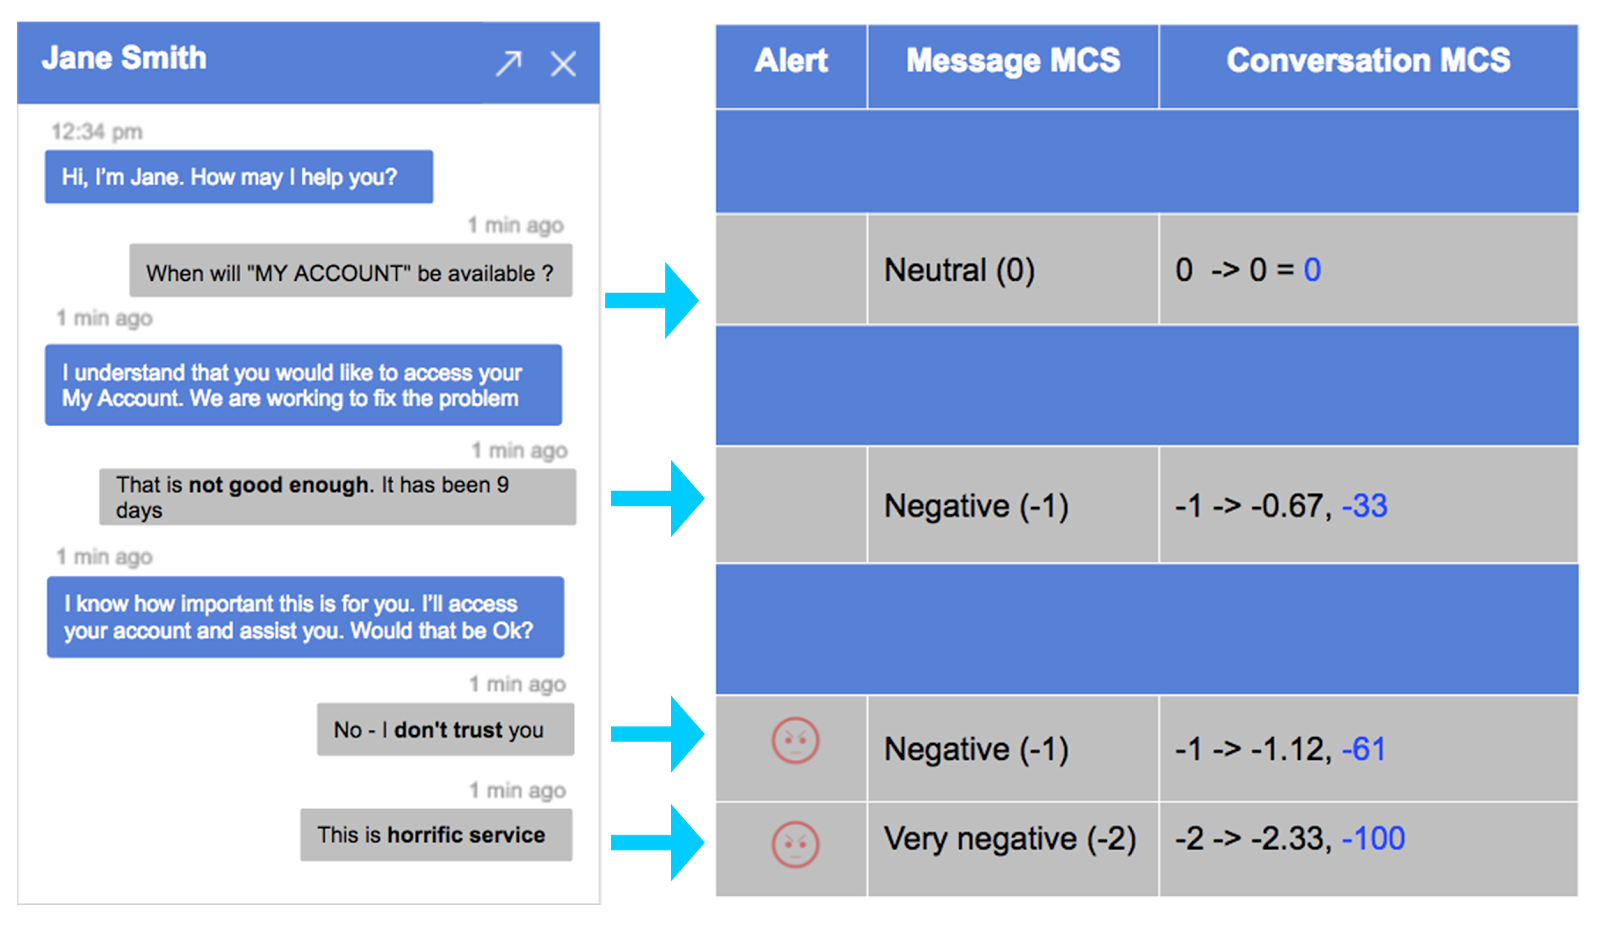 Jane Smith
12:34 pm
Hi, I'm Jane. How may I help you?
1 min ago
When will "MY ACCOUNT" be available ?
1 min ago
I understand that you would like to access your
My Account. We are working to fix the problem
1 min ago
That is not good enough. It has been 9
days
1 min ago
I know how important this is for you. I'll access
your account and assist you. Would that be Ok?
1 min ago
No - I don't trust you
1 min ago
This is horrific service
Alert Message MCS Conversation MCS
Neutral (0) 0 -> 0 = 0
Negative (-1) -1 -> -0.67, -33
Negative (-1) -1 -> -1.12, -61
Very negative (-2) -2 -> -2.33, -100